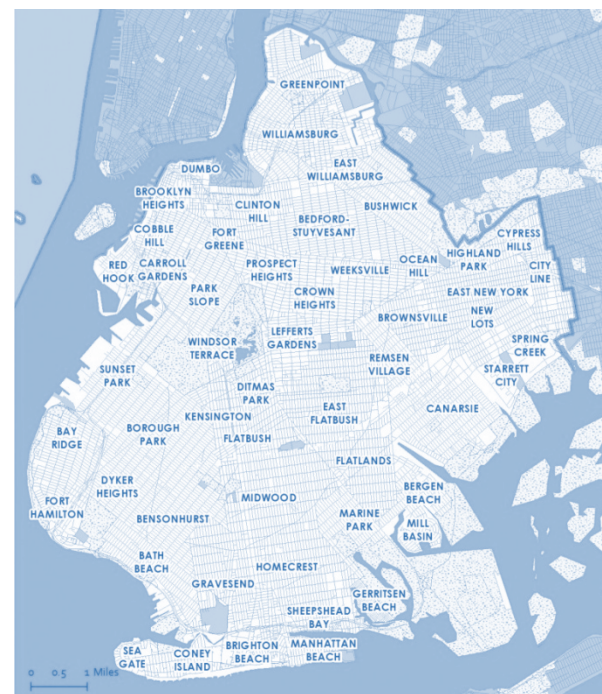 GREENPOINT
WILLIAMSBURG
EAST
WILLIAMSBURG
DUMBO
BROOKLYN
HEIGHTS
CLINTON
HILL
BEDFORD-
STUYVESANT
BUSHWICK
COBBLE
HILL
FORT
GREENE
CYPRESS
HILLS
HIGHLAND
PARK
OCEAN
HILL
RED
HOOK
CARROLL
GARDENS
PROSPECT
HEIGHTS
WEEKSVILLE
CITY
LINE
PARK
SLOPE
CROWN
HEIGHTS
EAST NEW YORK
BROWNSVILLE
NEW
LOTS
WINDSOR
TERRACE
LEFFERTS
GARDENS
SPRING
CREEK
REMSEN
VILLAGE
STARRETT
CITY
SUNSET
PARK
DITMAS
PARK
KENSINGTON
EAST
FLATBUSH
CANARSIE
BAY
RIDGE
BOROUGH
PARK
FLATBUSH
FLATLANDS
DYKER
HEIGHTS
BERGEN
BEACH
FORT
HAMILTON
MIDWOOD
BENSONHURST
MARINE
PARK
MILL
BASIN
BATH
BEACH
HOMECREST
GRAVESEND
GERRITSEN
BEACH
SHEEPSHEAD
BAY
SEA
GATE
CONEY
ISLAND
BRIGHTON
BEACH
MANHATTAN
BEACH
0 0.5 1 Miles